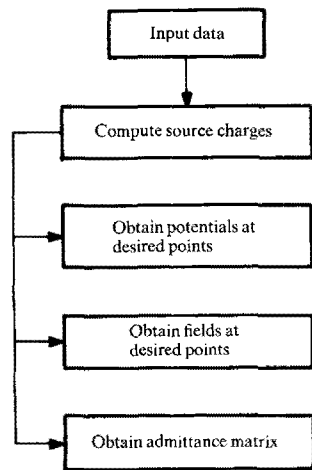 Input data
Compute source charges
Obtain potentials at
desired points
Obtain fields at
desired points
Obtain admittance matrix